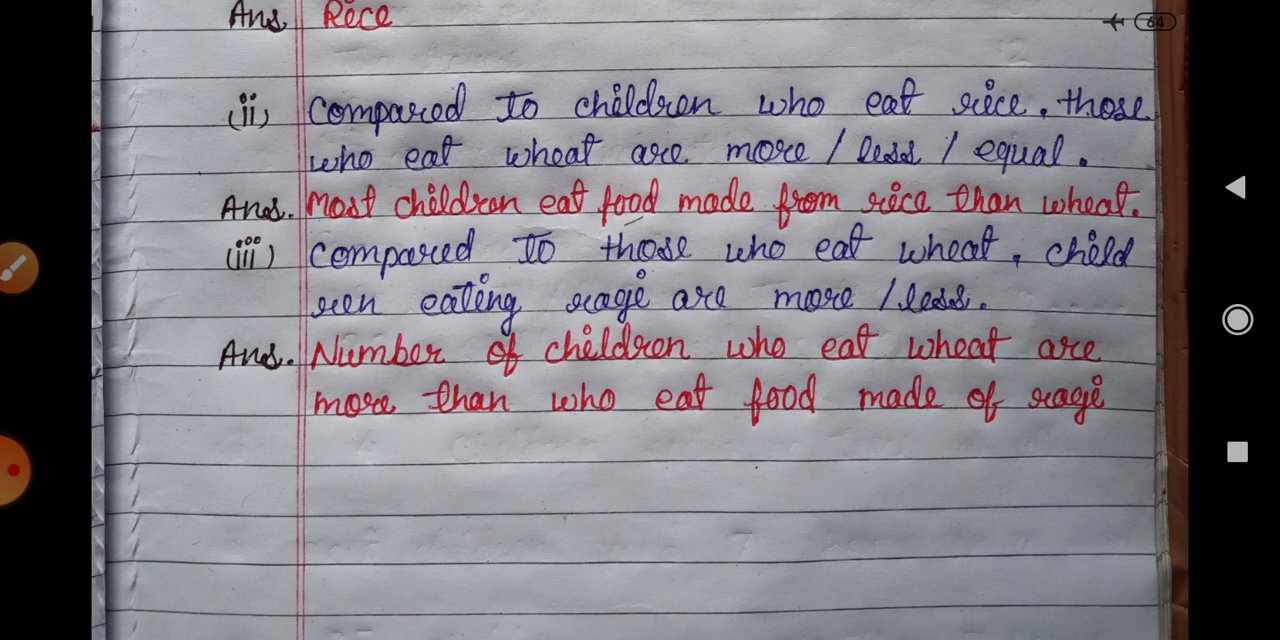 Ans. Rice
(ii) Compared to children who eat rice, those
who eat wheat are more / less / equal.
Ans. Most children eat food made from rice than wheat.
(iii) Compared to those who eat wheat, child
ren eating ragi are more / less.
Ans. Number of children who eat wheat are
more than who eat food made of ragi
64